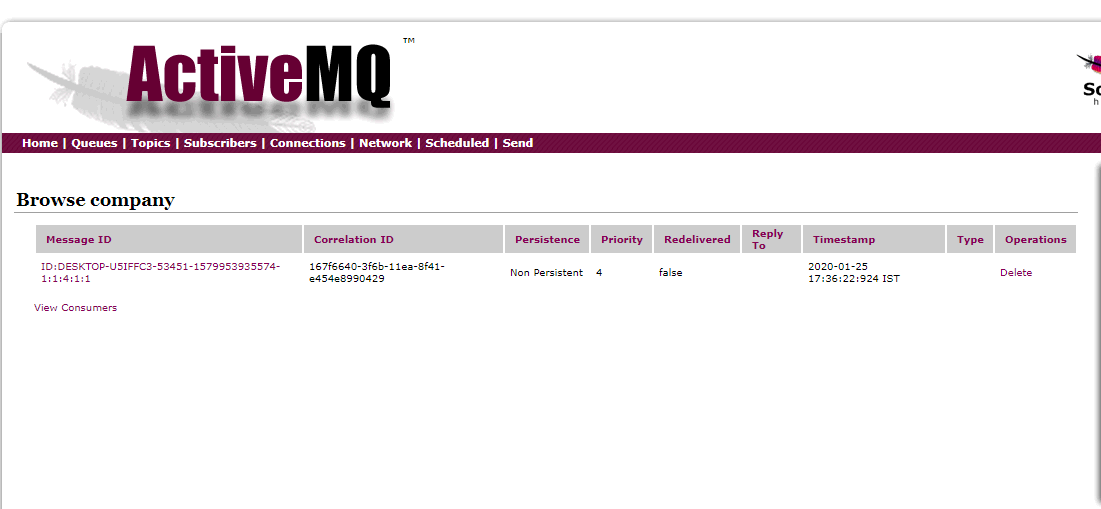 ActiveMQ ™
Home | Queues | Topics | Subscribers | Connections | Network | Scheduled | Send
Browse company
Message ID Correlation ID Persistence Priority Redelivered Reply To Timestamp Type Operations
ID:DESKTOP-U5IFFC3-53451-1579953935574-
1:1:4:1:1
167f6640-3f6b-11ea-8f41-
e454e8990429
Non Persistent 4 false
2020-01-25
17:36:22:924 IST
Delete
View Consumers